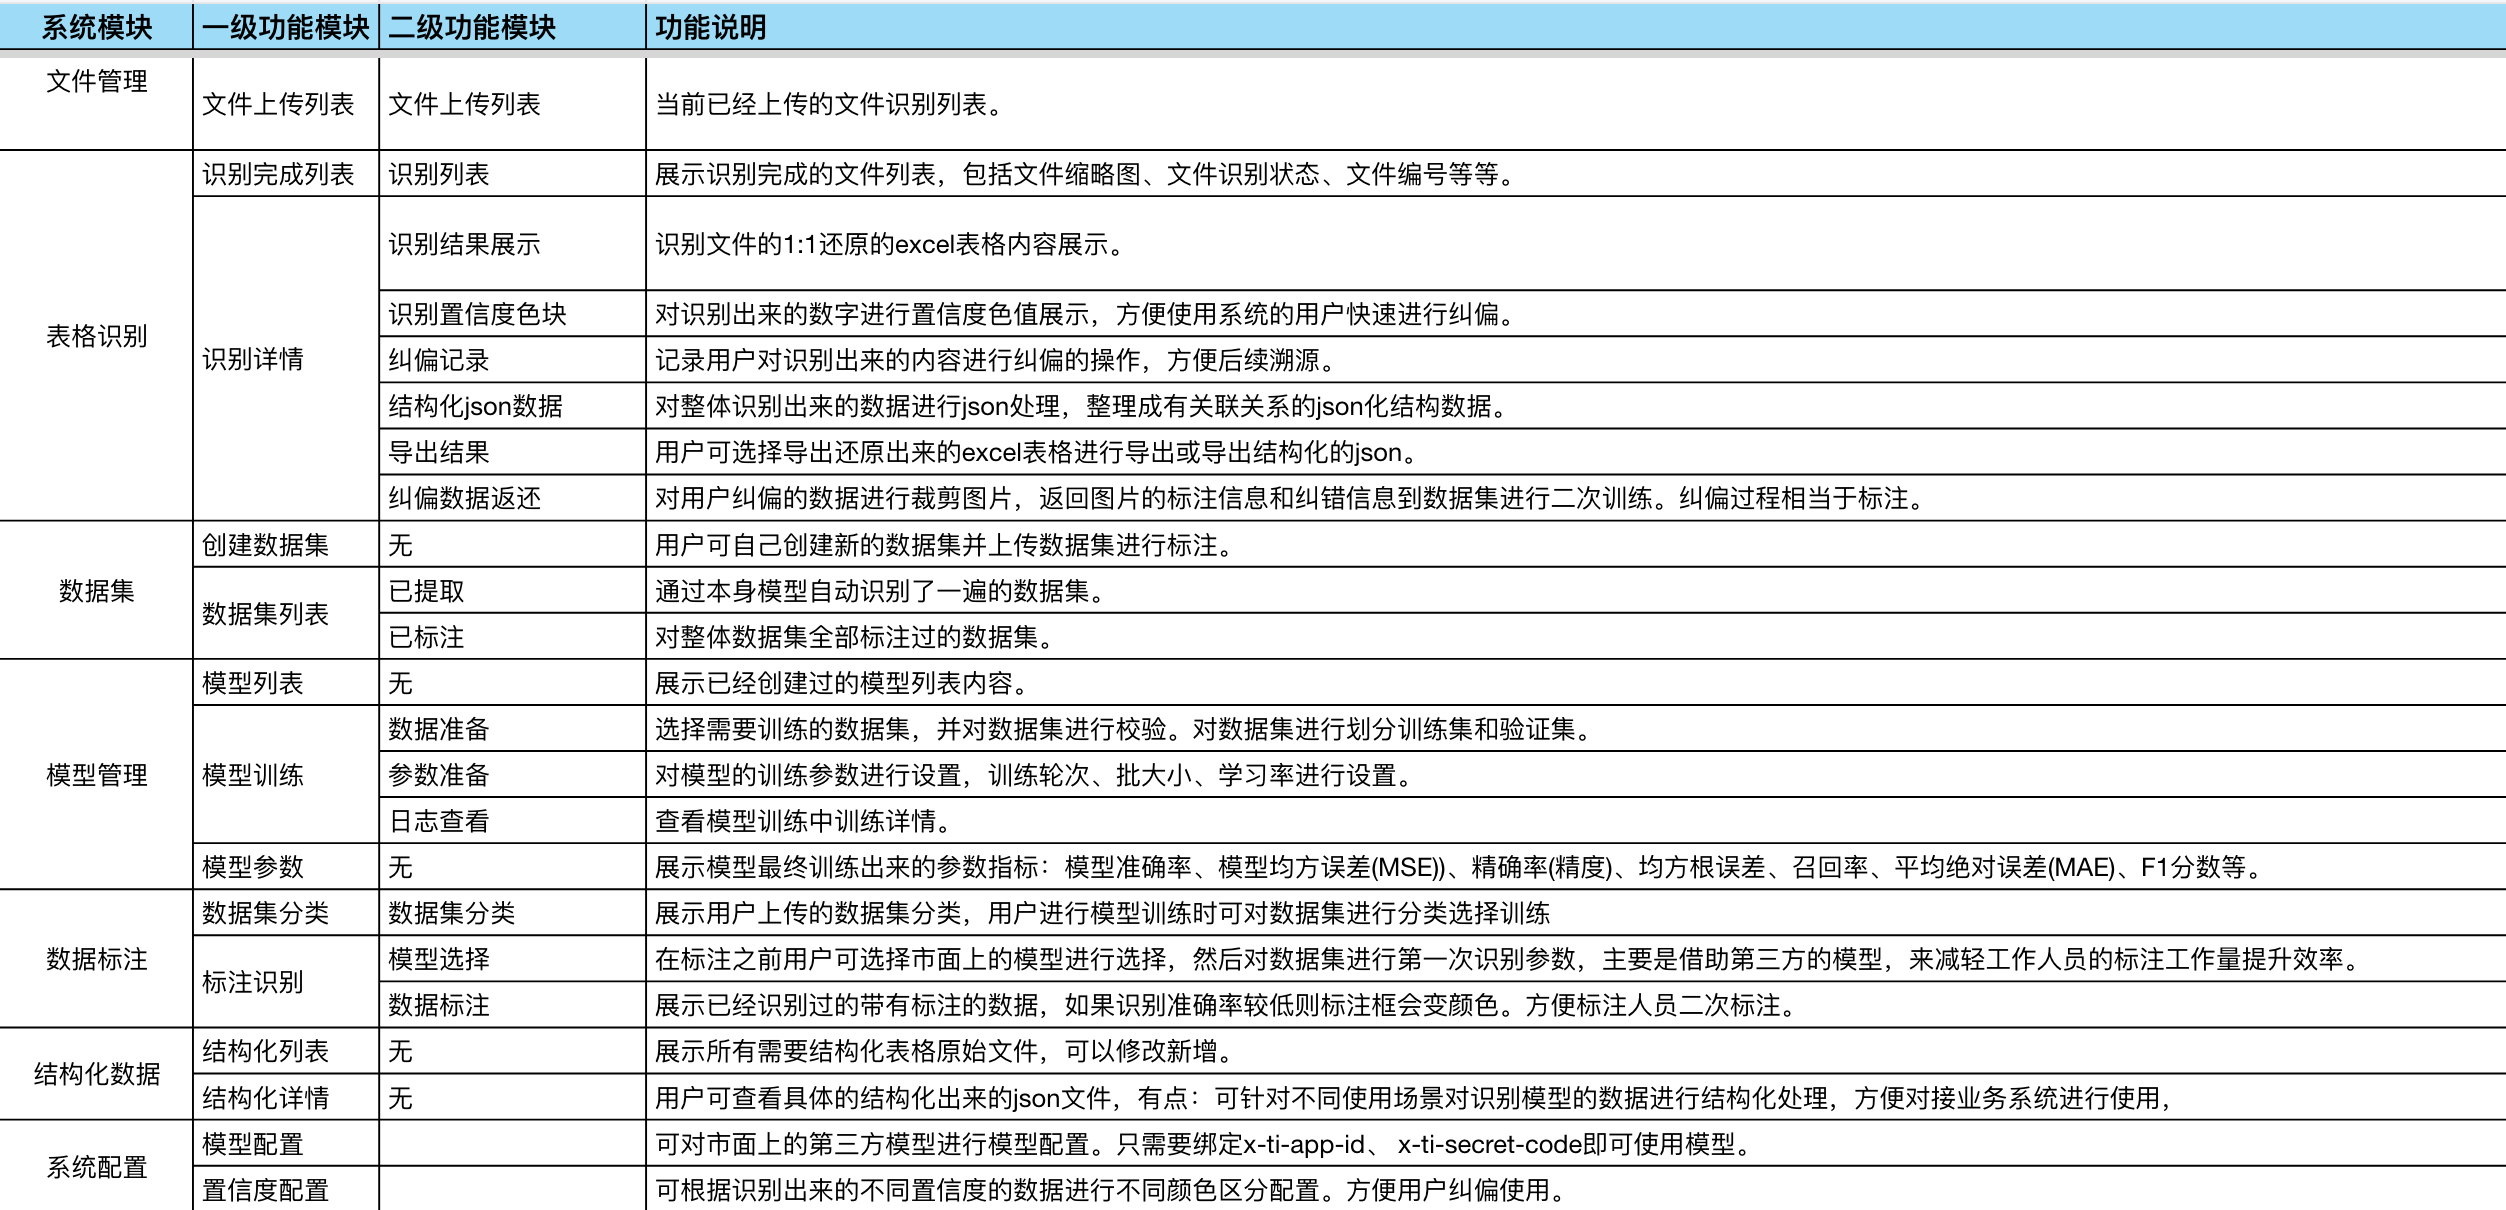 系统模块 一级功能模块 二级功能模块 功能说明
文件管理 文件上传列表 文件上传列表 当前已经上传的文件识别列表。
表格识别 识别完成列表 识别列表 展示识别完成的文件列表，包括文件缩略图、文件识别状态、文件编号等等。
识别详情 识别结果展示 识别文件的1:1还原的excel表格内容展示。
识别置信度色块 对识别出来的数字进行置信度色值展示，方便使用系统的用户快速进行纠偏。
纠偏记录 记录用户对识别出来的内容进行纠偏的操作，方便后续溯源。
结构化json数据 对整体识别出来的数据进行json处理，整理成有关联关系的json化结构数据。
导出结果 用户可选择导出还原出来的excel表格进行导出或导出结构化的json。
纠偏数据返还 对用户纠偏的数据进行裁剪图片，返回图片的标注信息和纠错信息到数据集进行二次训练。纠偏过程相当于标注。
数据集 创建数据集 无 用户可自己创建新的数据集并上传数据集进行标注。
数据集列表 已提取 通过本身模型自动识别了一遍的数据集。
已标注 对整体数据集全部标注过的数据集。
模型管理 模型列表 无 展示已经创建过的模型列表内容。
模型训练 数据准备 选择需要训练的数据集，并对数据集进行校验。对数据集进行划分训练集和验证集。
参数准备 对模型的训练参数进行设置，训练轮次、批大小、学习率进行设置。
日志查看 查看模型训练中训练详情。
模型参数 无 展示模型最终训练出来的参数指标：模型准确率、模型均方误差(MSE))、精确率(精度)、均方根误差、召回率、平均绝对误差(MAE)、F1分数等。
数据标注 数据集分类 数据集分类 展示用户上传的数据集分类，用户进行模型训练时可对数据集进行分类选择训练
标注识别 模型选择 在标注之前用户可选择市面上的模型进行选择，然后对数据集进行第一次识别参数，主要是借助第三方的模型，来减轻工作人员的标注工作量提升效率。
数据标注 展示已经识别过的带有标注的数据，如果识别准确率较低则标注框会变颜色。方便标注人员二次标注。
结构化数据 结构化列表 无 展示所有需要结构化表格原始文件，可以修改新增。
结构化详情 无 用户可查看具体的结构化出来的json文件，有点：可针对不同使用场景对识别模型的数据进行结构化处理，方便对接业务系统进行使用，
系统配置 模型配置 可对市面上的第三方模型进行模型配置。只需要绑定x-ti-app-id、 x-ti-secret-code即可使用模型。
置信度配置 可根据识别出来的不同置信度的数据进行不同颜色区分配置。方便用户纠偏使用。